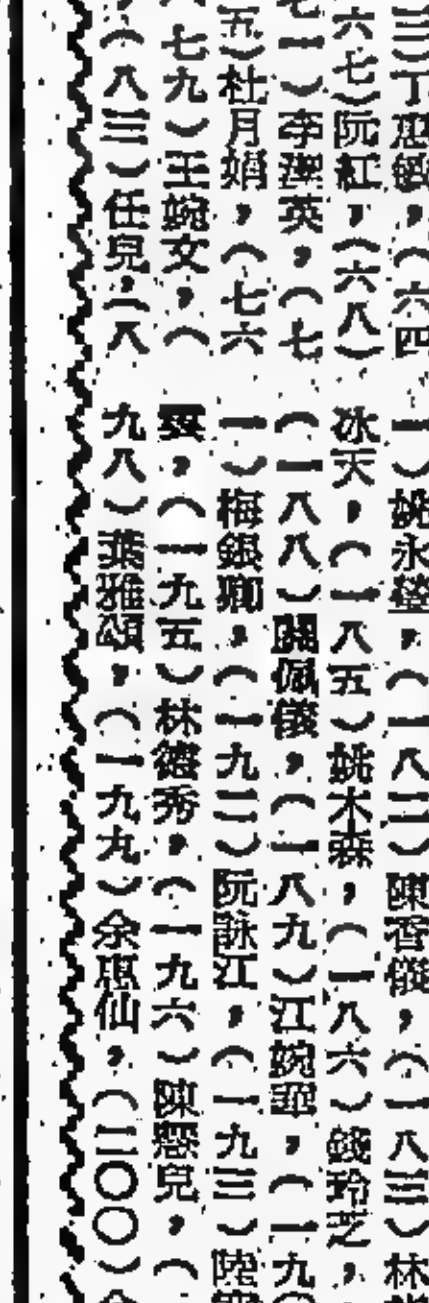 三）丁惠敏，（六四
六七）阮紅，（六八）
七一）李潔英，（七
五）杜月娟，（七六
七九）王婉文，（
，（八三）任兒，（八
一）姚永瑩，（一八二）陳香儀，（一八三）林
冰天，（一八五）姚木森，（一八六）錢玲芝，
（一八八）關佩儀，（一八九）江婉華，（一九
一）梅銀卿，（一九二）阮詠江，（一九三）陸
雯，（一九五）林德秀，（一九六）陳慧兒，（
九八）葉雅頌，（一九九）余惠仙，（二〇〇）